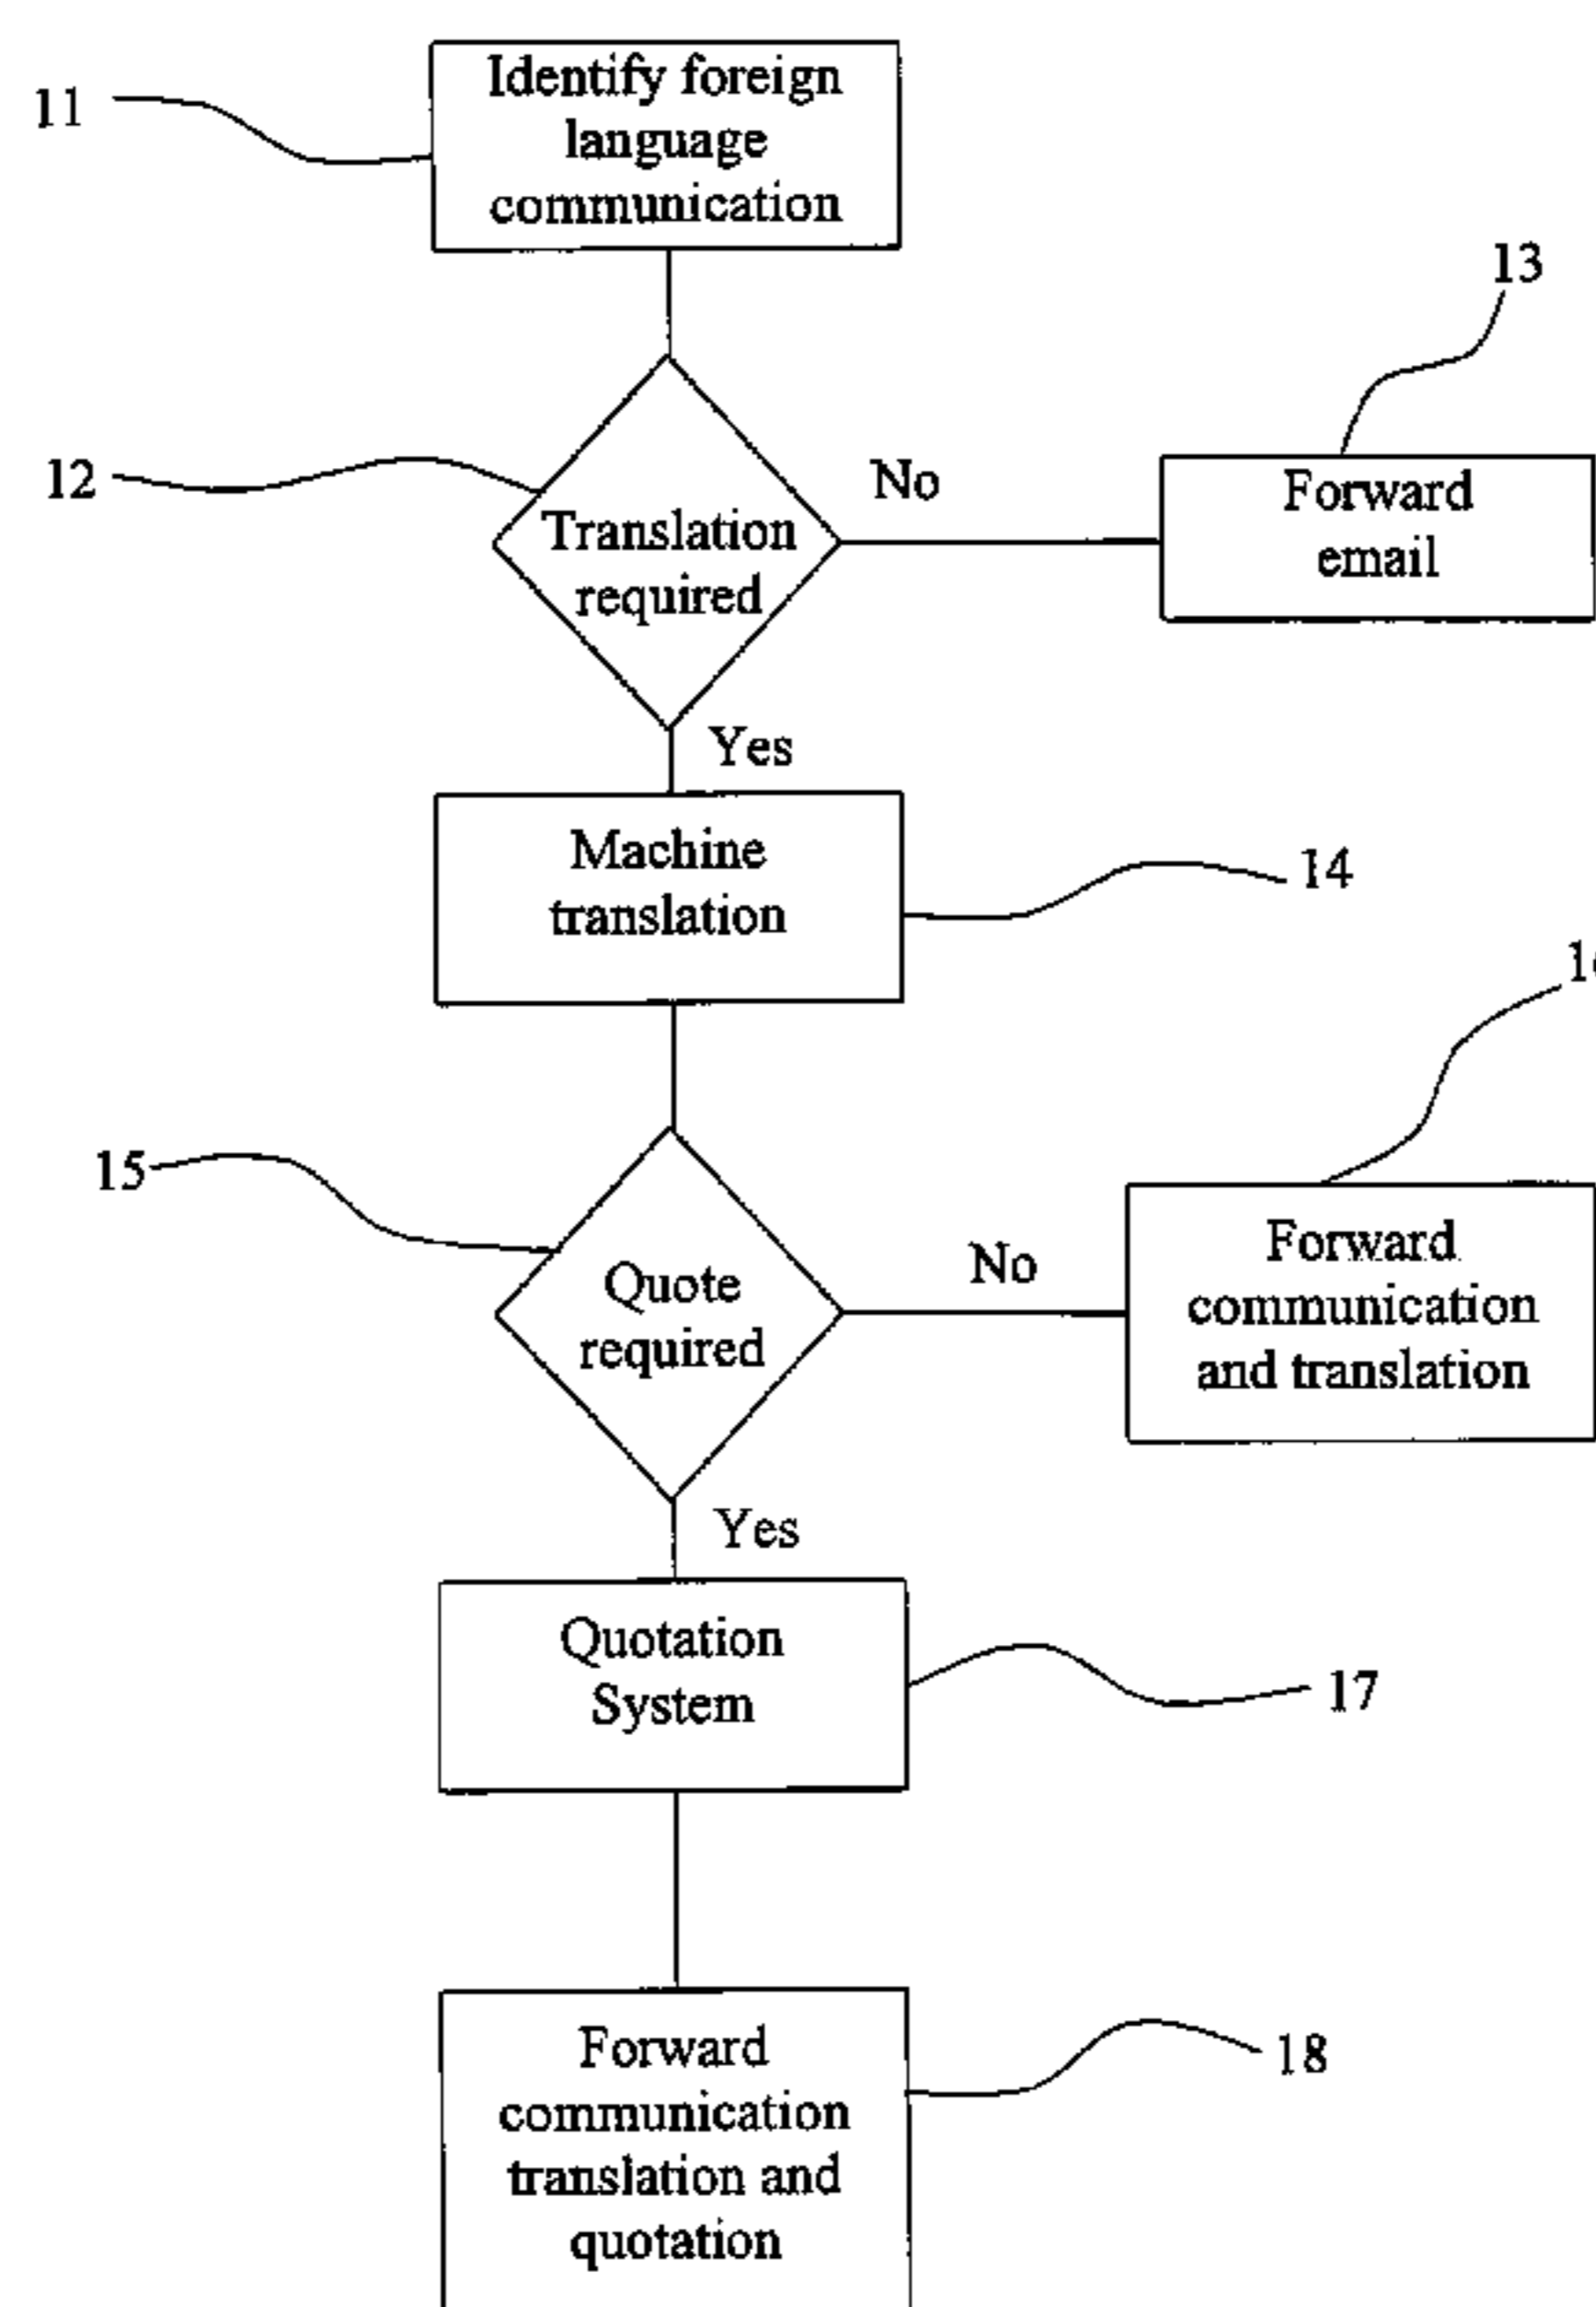 11
Identify foreign
language
communication
13
12
Translation
required
No
Forward
email
Yes
Machine
translation
14
15
Quote
required
No
Forward
communication
and translation
Yes
Quotation
System
17
Forward
communication
translation and
quotation
18